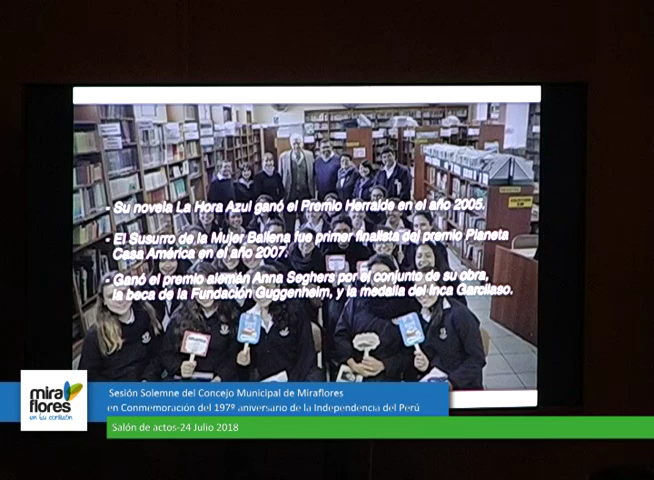 - Su novela La Hora Azul ganó el Premio Herralde en el año 2005.
- El Susurro de la Mujer Ballena fue primer finalista del premio Planeta
Casa América en el año 2007.
- Ganó el premio alemán Anna Seghers por el conjunto de su obra,
la beca de la Fundación Guggenheim, y la medalla del Inca Garcilaso.
mira
flores
en tu corazón
Sesión Solemne del Concejo Municipal de Miraflores
en Conmemoración del 197º aniversario de la Independencia del Perú
Salón de actos-24 Julio 2018